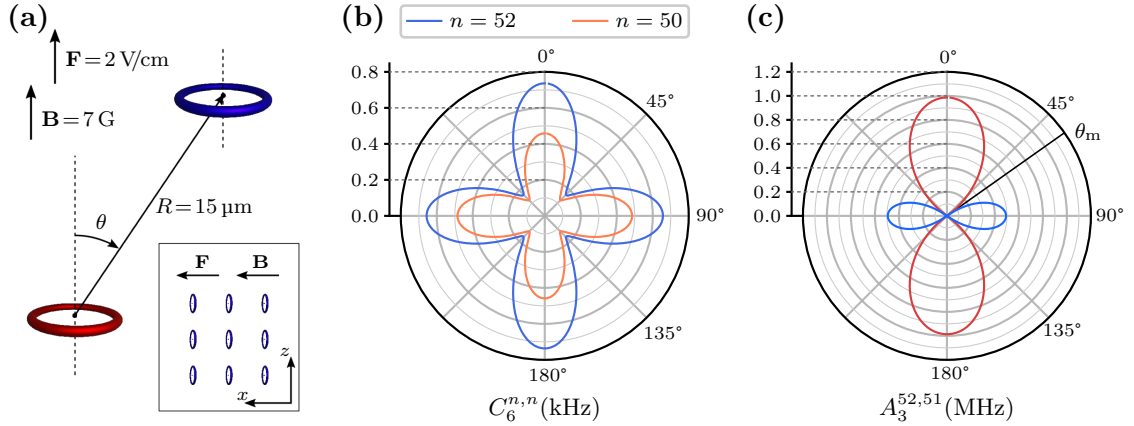 (a)
F = 2 V/cm
B = 7 G
R = 15 µm
θ
F B
z
x
(b)
n = 52 n = 50
0°
0.8
0.6
0.4
0.2
0.0
45°
90°
135°
180°
C₆ⁿ,ⁿ(kHz)
(c)
0°
1.2
1.0
0.8
0.6
0.4
0.2
0.0
45°
θₘ
90°
135°
180°
A₃⁵²,⁵¹(MHz)